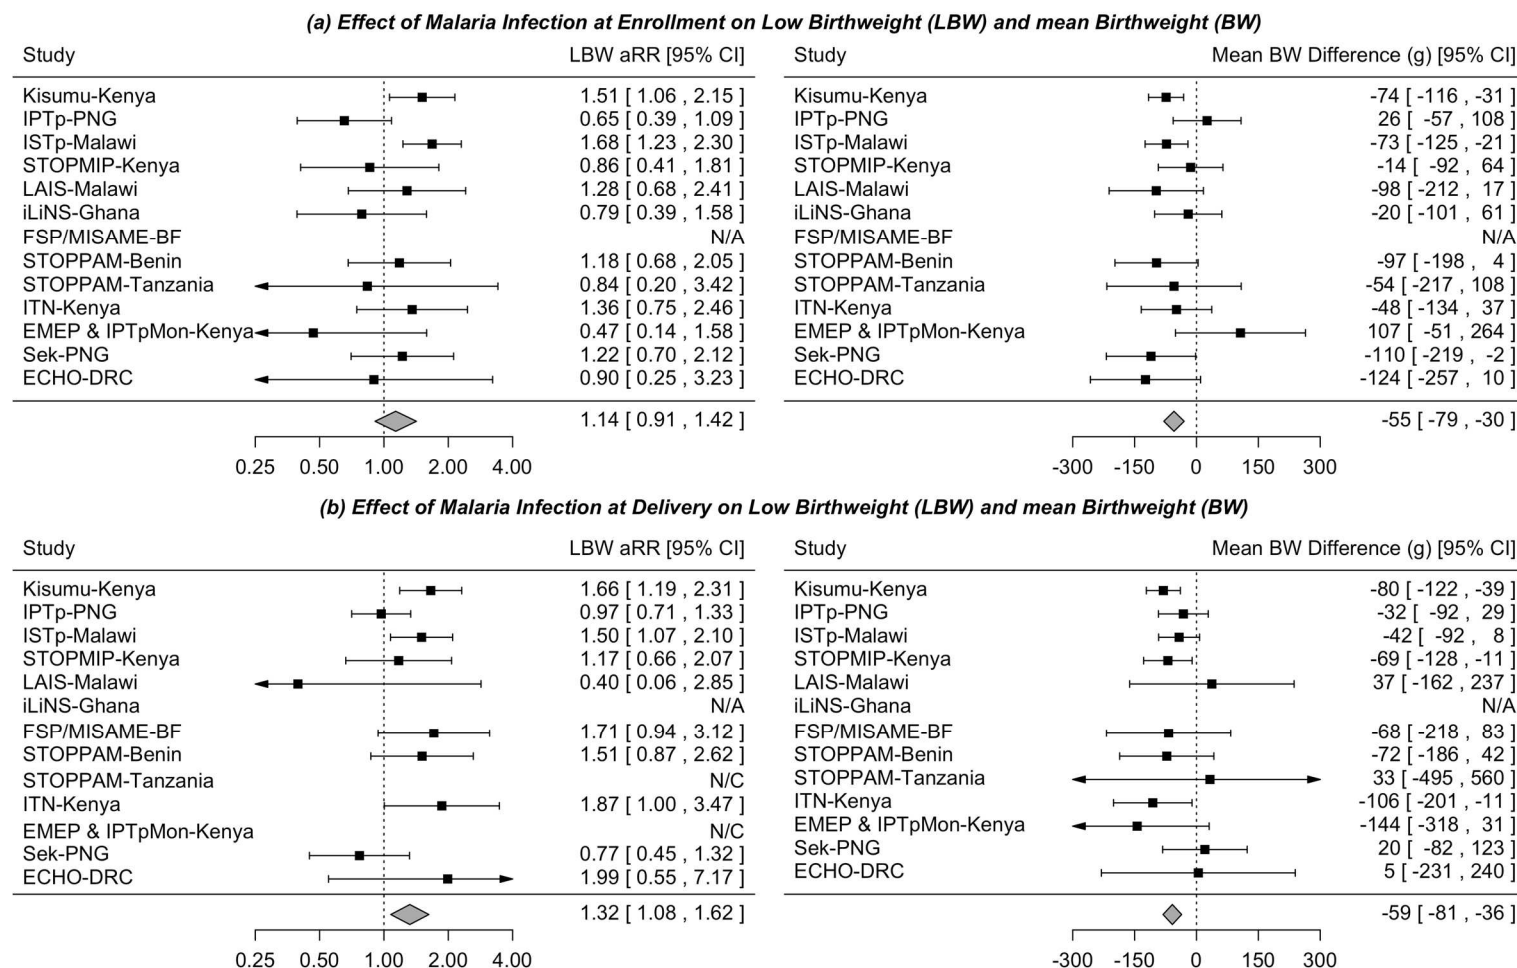 (a) Effect of Malaria Infection at Enrollment on Low Birthweight (LBW) and mean Birthweight (BW)
Study LBW aRR [95% CI]
Kisumu-Kenya 1.51 [ 1.06 , 2.15 ]
IPTp-PNG 0.65 [ 0.39 , 1.09 ]
ISTp-Malawi 1.68 [ 1.23 , 2.30 ]
STOPMIP-Kenya 0.86 [ 0.41 , 1.81 ]
LAIS-Malawi 1.28 [ 0.68 , 2.41 ]
iLiNS-Ghana 0.79 [ 0.39 , 1.58 ]
FSP/MISAME-BF N/A
STOPPAM-Benin 1.18 [ 0.68 , 2.05 ]
STOPPAM-Tanzania 0.84 [ 0.20 , 3.42 ]
ITN-Kenya 1.36 [ 0.75 , 2.46 ]
EMEP & IPTpMon-Kenya 0.47 [ 0.14 , 1.58 ]
Sek-PNG 1.22 [ 0.70 , 2.12 ]
ECHO-DRC 0.90 [ 0.25 , 3.23 ]
1.14 [ 0.91 , 1.42 ]
0.25 0.50 1.00 2.00 4.00
Study Mean BW Difference (g) [95% CI]
Kisumu-Kenya -74 [ -116 , -31 ]
IPTp-PNG 26 [ -57 , 108 ]
ISTp-Malawi -73 [ -125 , -21 ]
STOPMIP-Kenya -14 [ -92 , 64 ]
LAIS-Malawi -98 [ -212 , 17 ]
iLiNS-Ghana -20 [ -101 , 61 ]
FSP/MISAME-BF N/A
STOPPAM-Benin -97 [ -198 , 4 ]
STOPPAM-Tanzania -54 [ -217 , 108 ]
ITN-Kenya -48 [ -134 , 37 ]
EMEP & IPTpMon-Kenya 107 [ -51 , 264 ]
Sek-PNG -110 [ -219 , -2 ]
ECHO-DRC -124 [ -257 , 10 ]
-55 [ -79 , -30 ]
-300 -150 0 150 300
(b) Effect of Malaria Infection at Delivery on Low Birthweight (LBW) and mean Birthweight (BW)
Study LBW aRR [95% CI]
Kisumu-Kenya 1.66 [ 1.19 , 2.31 ]
IPTp-PNG 0.97 [ 0.71 , 1.33 ]
ISTp-Malawi 1.50 [ 1.07 , 2.10 ]
STOPMIP-Kenya 1.17 [ 0.66 , 2.07 ]
LAIS-Malawi 0.40 [ 0.06 , 2.85 ]
iLiNS-Ghana N/A
FSP/MISAME-BF 1.71 [ 0.94 , 3.12 ]
STOPPAM-Benin 1.51 [ 0.87 , 2.62 ]
STOPPAM-Tanzania N/C
ITN-Kenya 1.87 [ 1.00 , 3.47 ]
EMEP & IPTpMon-Kenya N/C
Sek-PNG 0.77 [ 0.45 , 1.32 ]
ECHO-DRC 1.99 [ 0.55 , 7.17 ]
1.32 [ 1.08 , 1.62 ]
0.25 0.50 1.00 2.00 4.00
Study Mean BW Difference (g) [95% CI]
Kisumu-Kenya -80 [ -122 , -39 ]
IPTp-PNG -32 [ -92 , 29 ]
ISTp-Malawi -42 [ -92 , 8 ]
STOPMIP-Kenya -69 [ -128 , -11 ]
LAIS-Malawi 37 [ -162 , 237 ]
iLiNS-Ghana N/A
FSP/MISAME-BF -68 [ -218 , 83 ]
STOPPAM-Benin -72 [ -186 , 42 ]
STOPPAM-Tanzania 33 [ -495 , 560 ]
ITN-Kenya -106 [ -201 , -11 ]
EMEP & IPTpMon-Kenya -144 [ -318 , 31 ]
Sek-PNG 20 [ -82 , 123 ]
ECHO-DRC 5 [ -231 , 240 ]
-59 [ -81 , -36 ]
-300 -150 0 150 300